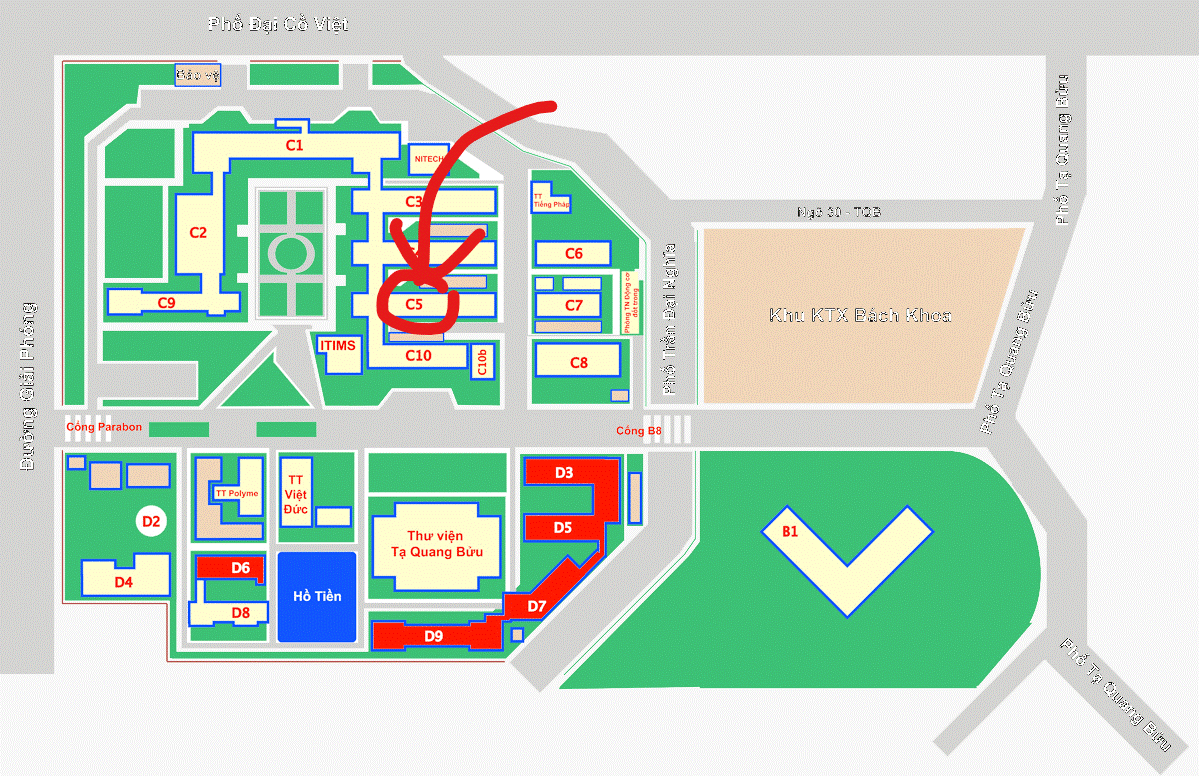 Phố Đại Cồ Việt
Bảo vệ
C1
NITECH
C3
TT
Tiếng Pháp
C2
C6
Phòng TN Động cơ
đốt trong
C9
C5
C7
ITIMS
C10
C10b
C8
Phố Trần Đại Nghĩa
Khu KTX Bách Khoa
Phố Tạ Quang Bửu
Đường Giải Phóng
Cổng Parabon
Cổng B8
TT Polyme
TT
Việt
Đức
D3
D5
D2
D4
D6
D8
Hồ Tiền
Thư viện
Tạ Quang Bửu
D7
D9
B1
Phố Tạ Quang Bửu
Phố Tạ Quang Bửu